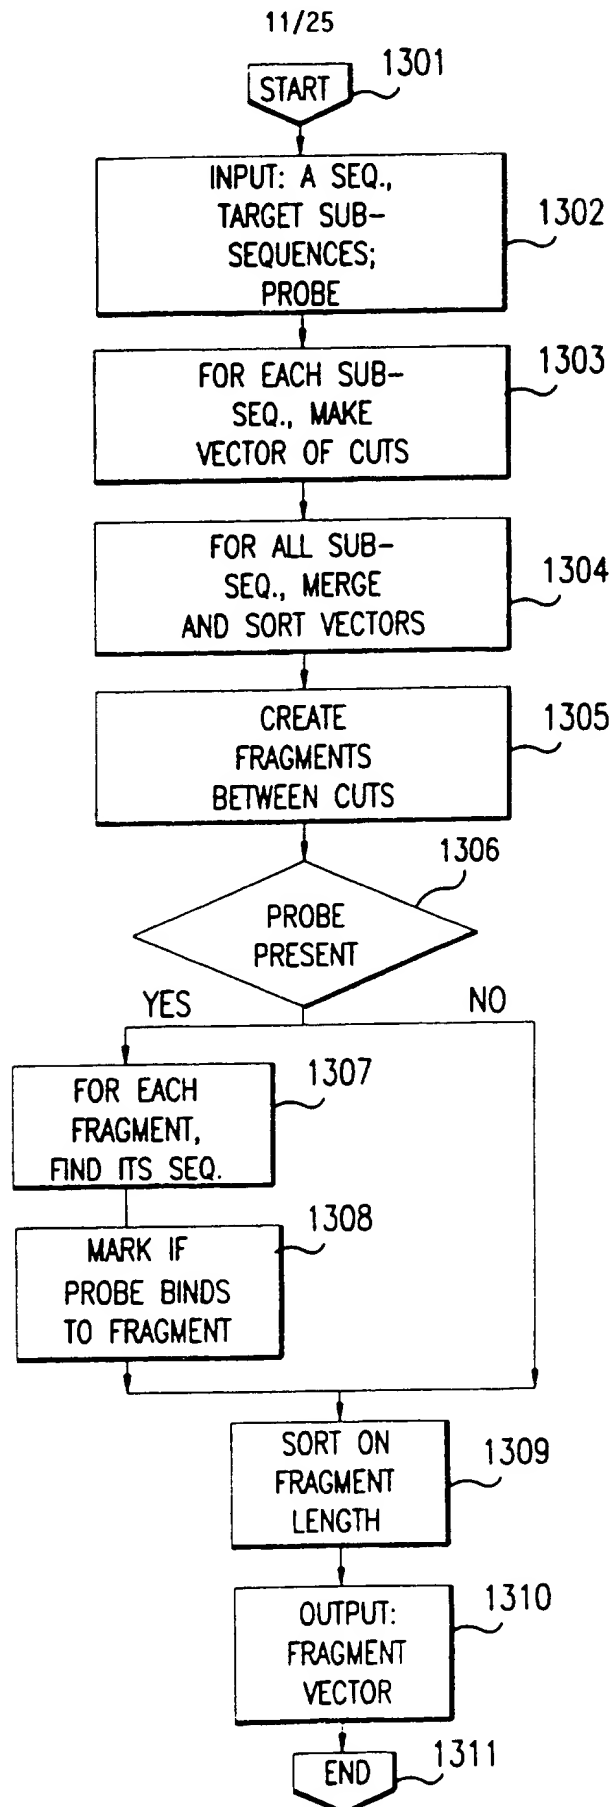 11/25
1301
START
INPUT: A SEQ.,
TARGET SUB-
SEQUENCES;
PROBE
1302
FOR EACH SUB-
SEQ., MAKE
VECTOR OF CUTS
1303
FOR ALL SUB-
SEQ., MERGE
AND SORT VECTORS
1304
CREATE
FRAGMENTS
BETWEEN CUTS
1305
1306
PROBE
PRESENT
YES
NO
FOR EACH
FRAGMENT,
FIND ITS SEQ.
1307
MARK IF
PROBE BINDS
TO FRAGMENT
1308
SORT ON
FRAGMENT
LENGTH
1309
OUTPUT:
FRAGMENT
VECTOR
1310
END
1311